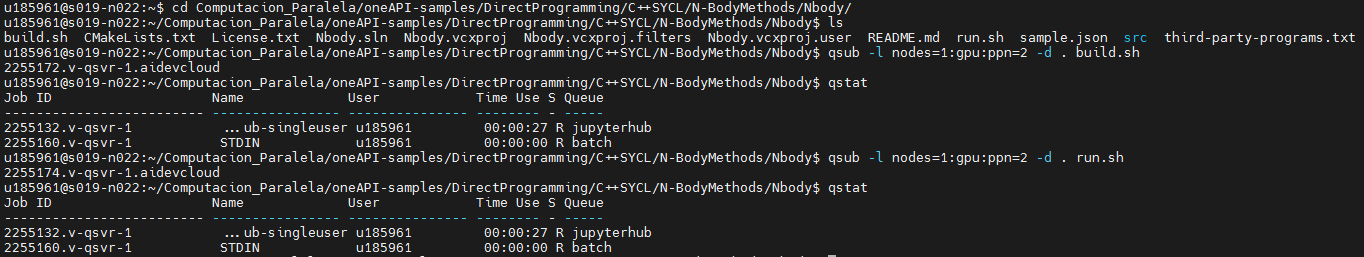 u185961@s019-n022:~$ cd Computacion_Paralela/oneAPI-samples/DirectProgramming/C++SYCL/N-BodyMethods/Nbody/
u185961@s019-n022:~/Computacion_Paralela/oneAPI-samples/DirectProgramming/C++SYCL/N-BodyMethods/Nbody$ ls
build.sh  CMakeLists.txt  License.txt  Nbody.sln  Nbody.vcxproj  Nbody.vcxproj.filters  Nbody.vcxproj.user  README.md  run.sh  sample.json  src  third-party-programs.txt
u185961@s019-n022:~/Computacion_Paralela/oneAPI-samples/DirectProgramming/C++SYCL/N-BodyMethods/Nbody$ qsub -l nodes=1:gpu:ppn=2 -d . build.sh
2255172.v-qsvr-1.aidevcloud
u185961@s019-n022:~/Computacion_Paralela/oneAPI-samples/DirectProgramming/C++SYCL/N-BodyMethods/Nbody$ qstat
Job ID                    Name             User            Time Use S Queue
------------------------- ---------------- --------------- -------- - -----
2255132.v-qsvr-1           ...ub-singleuser u185961         00:00:27 R jupyterhub
2255160.v-qsvr-1           STDIN            u185961         00:00:00 R batch
u185961@s019-n022:~/Computacion_Paralela/oneAPI-samples/DirectProgramming/C++SYCL/N-BodyMethods/Nbody$ qsub -l nodes=1:gpu:ppn=2 -d . run.sh
2255174.v-qsvr-1.aidevcloud
u185961@s019-n022:~/Computacion_Paralela/oneAPI-samples/DirectProgramming/C++SYCL/N-BodyMethods/Nbody$ qstat
Job ID                    Name             User            Time Use S Queue
------------------------- ---------------- --------------- -------- - -----
2255132.v-qsvr-1           ...ub-singleuser u185961         00:00:27 R jupyterhub
2255160.v-qsvr-1           STDIN            u185961         00:00:00 R batch